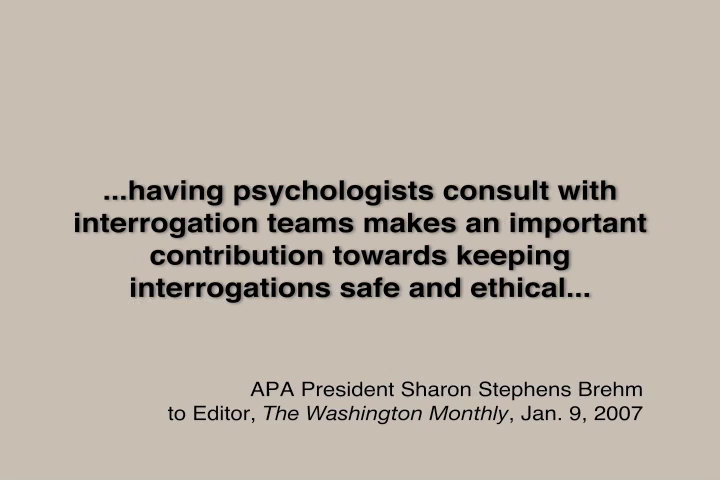 ...having psychologists consult with
interrogation teams makes an important
contribution towards keeping
interrogations safe and ethical...
APA President Sharon Stephens Brehm
to Editor, The Washington Monthly, Jan. 9, 2007